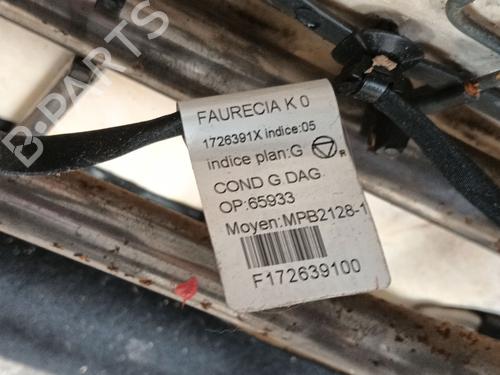 B-PARTS
FAURECIA K 0
1726391X indice:05
indice plan:G R
COND G DAG
OP:65933
Moyen:MPB2128-1
F172639100